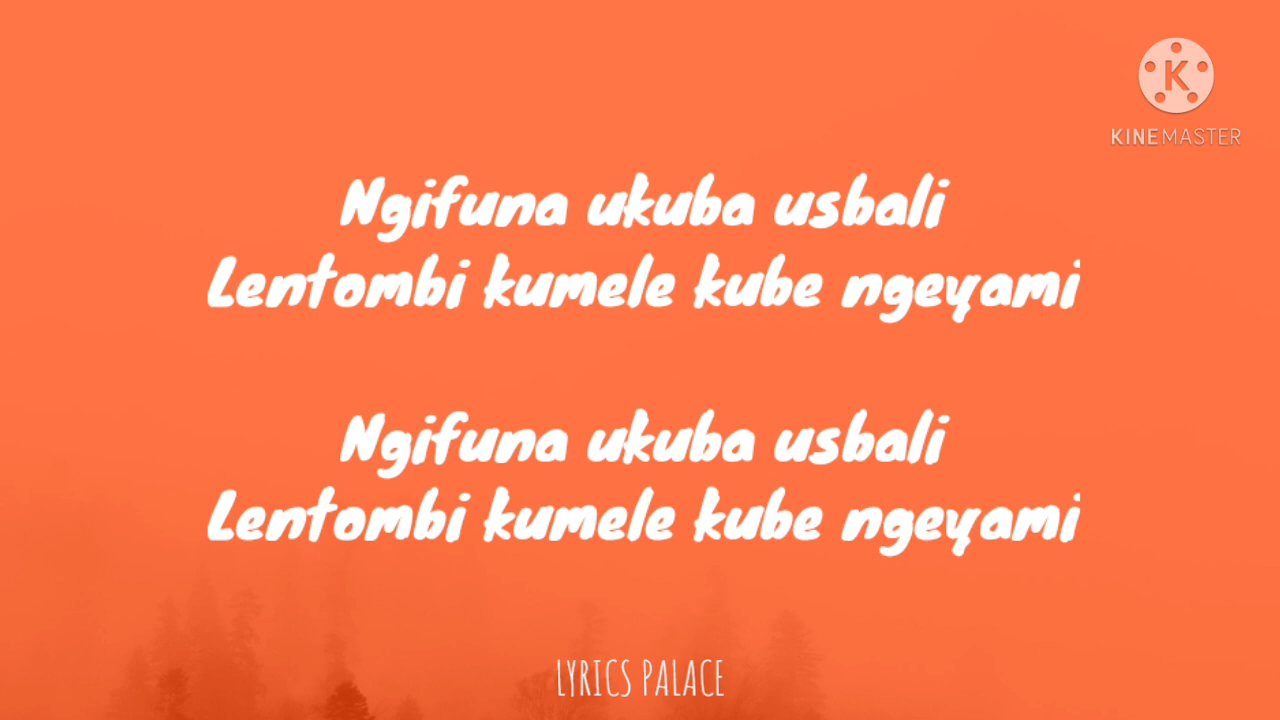 K
KINEMASTER
Ngifuna ukuba usbali
Lentombi kumele kube ngeyami
Ngifuna ukuba usbali
Lentombi kumele kube ngeyami
LYRICS PALACE